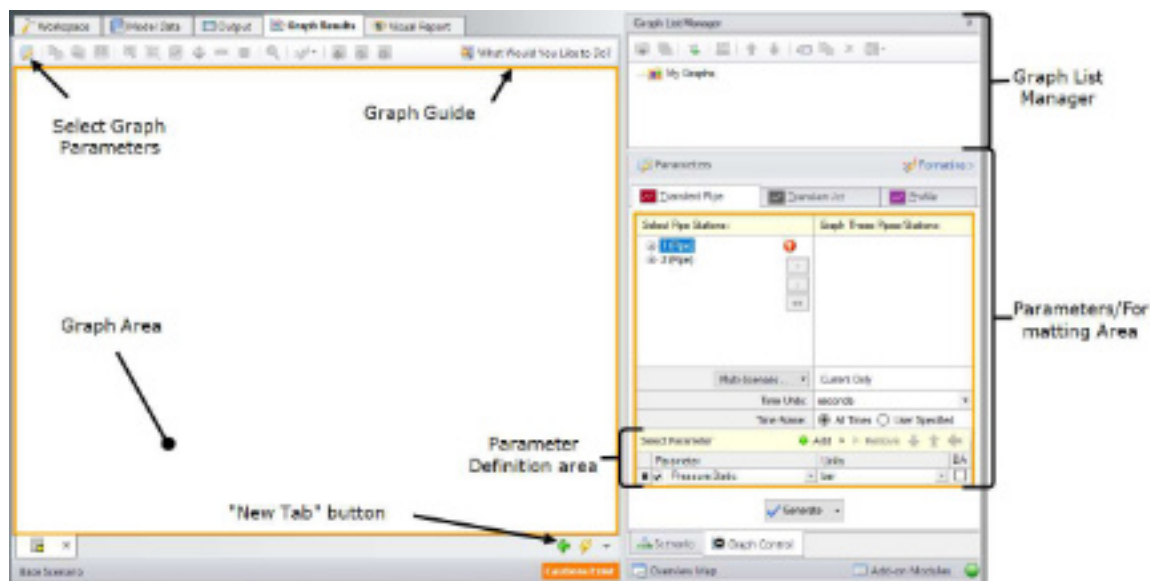 Workspace
Model Data
Output
Graph Results
Visual Report
What Would You Like to Do?
Select Graph
Parameters
Graph Guide
Graph Area
Parameter
Definition area
"New Tab" button
Base Scenario
Graph List Manager
My Graphs
Graph List
Manager
Parameters
Formatting >
Transient Pipe
Transient Jct
Profile
Select Pipe Stations:
Graph These Pipes/Stations:
1 (Pipe)
2 (Pipe)
Parameters/For
matting Area
Multi-Scenario...
Current Only
Time Units:
seconds
All Times
User Specified
Select Parameter
Add
Remove
Parameter
Units
Pressure Static
bar
Generate
Scenario
Graph Control
Overview Map
Add-on Modules